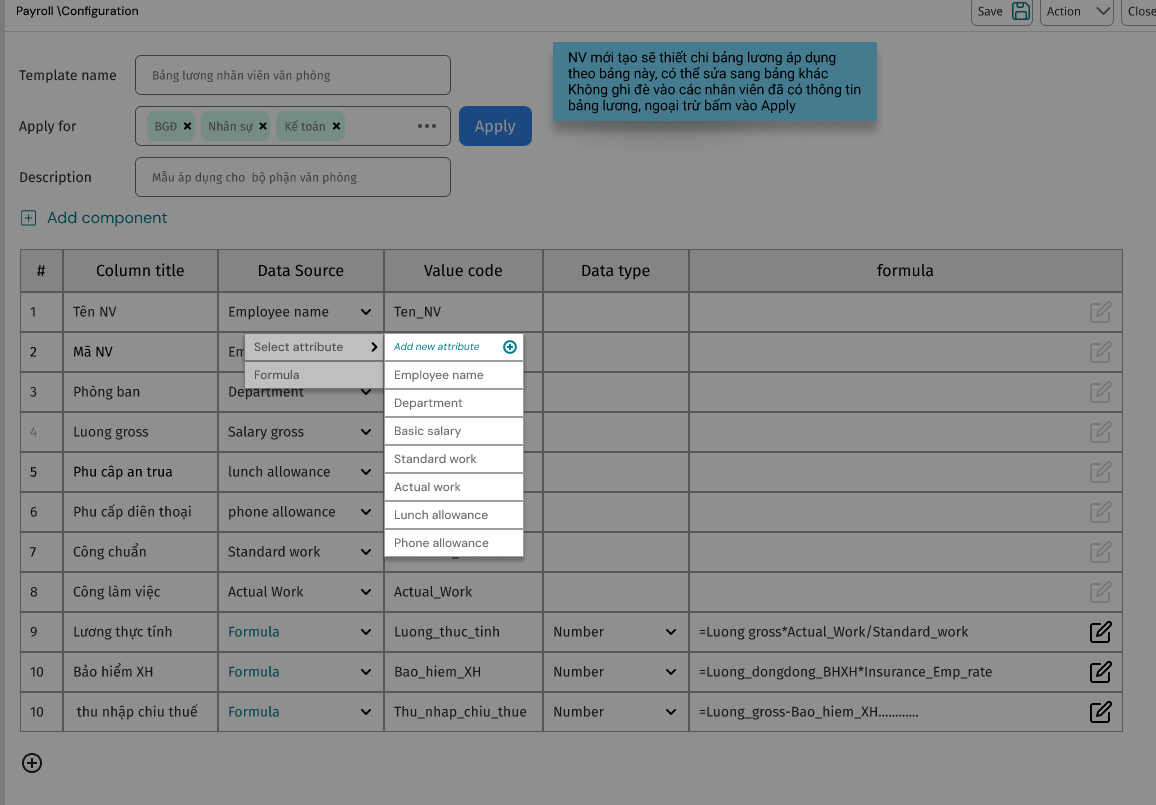 Payroll \Configuration
Save
Action
Close
Template name
Bảng lương nhân viên văn phòng
NV mới tạo sẽ thiết chi bảng lương áp dụng
theo bảng này, có thể sửa sang bảng khác
Không ghi đè vào các nhân viên đã có thông tin
bảng lương, ngoại trừ bấm vào Apply
Apply for
BGĐ × Nhân sự × Kế toán × •••
Apply
Description
Mẫu áp dụng cho bộ phận văn phòng
Add component
# Column title Data Source Value code Data type formula
1 Tên NV Employee name Ten_NV
2 Mã NV
Select attribute
Formula
Add new attribute
Employee name
Department
Basic salary
Standard work
Actual work
Lunch allowance
Phone allowance
3 Phòng ban Department
4 Luong gross Salary gross
5 Phu câp an trua lunch allowance
6 Phu cấp diên thoại phone allowance
7 Công chuẩn Standard work
8 Công làm việc Actual Work Actual_Work
9 Lương thực tính Formula Luong_thuc_tinh Number =Luong gross*Actual_Work/Standard_work
10 Bảo hiểm XH Formula Bao_hiem_XH Number =Luong_dongdong_BHXH*Insurance_Emp_rate
10 thu nhập chiu thuế Formula Thu_nhap_chiu_thue Number =Luong_gross-Bao_hiem_XH............